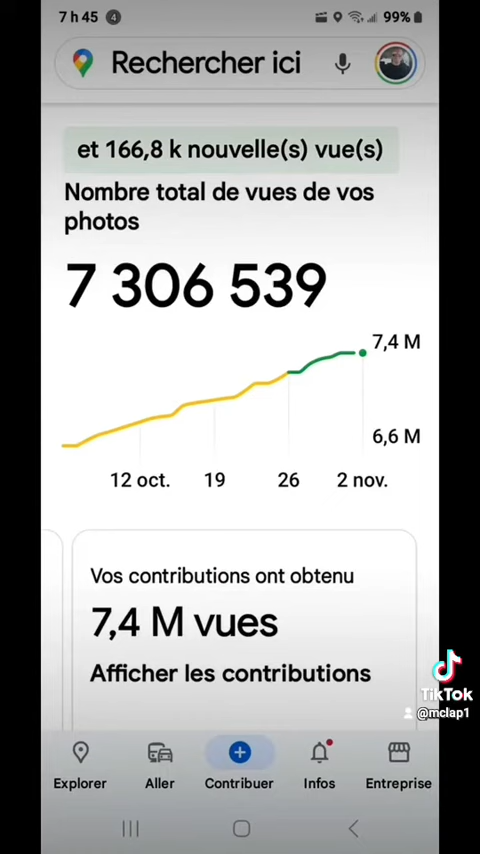 7 h 45 4 99%
Rechercher ici
et 166,8 k nouvelle(s) vue(s)
Nombre total de vues de vos
photos
7 306 539
7,4 M
6,6 M
12 oct. 19 26 2 nov.
Vos contributions ont obtenu
7,4 M vues
Afficher les contributions
TikTok
@mclap1
Explorer Aller Contribuer Infos Entreprise